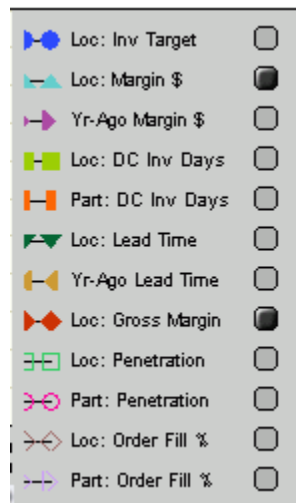 Loc: Inv Target
Loc: Margin $
Yr-Ago Margin $
Loc: DC Inv Days
Part: DC Inv Days
Loc: Lead Time
Yr-Ago Lead Time
Loc: Gross Margin
Loc: Penetration
Part: Penetration
Loc: Order Fill %
Part: Order Fill %